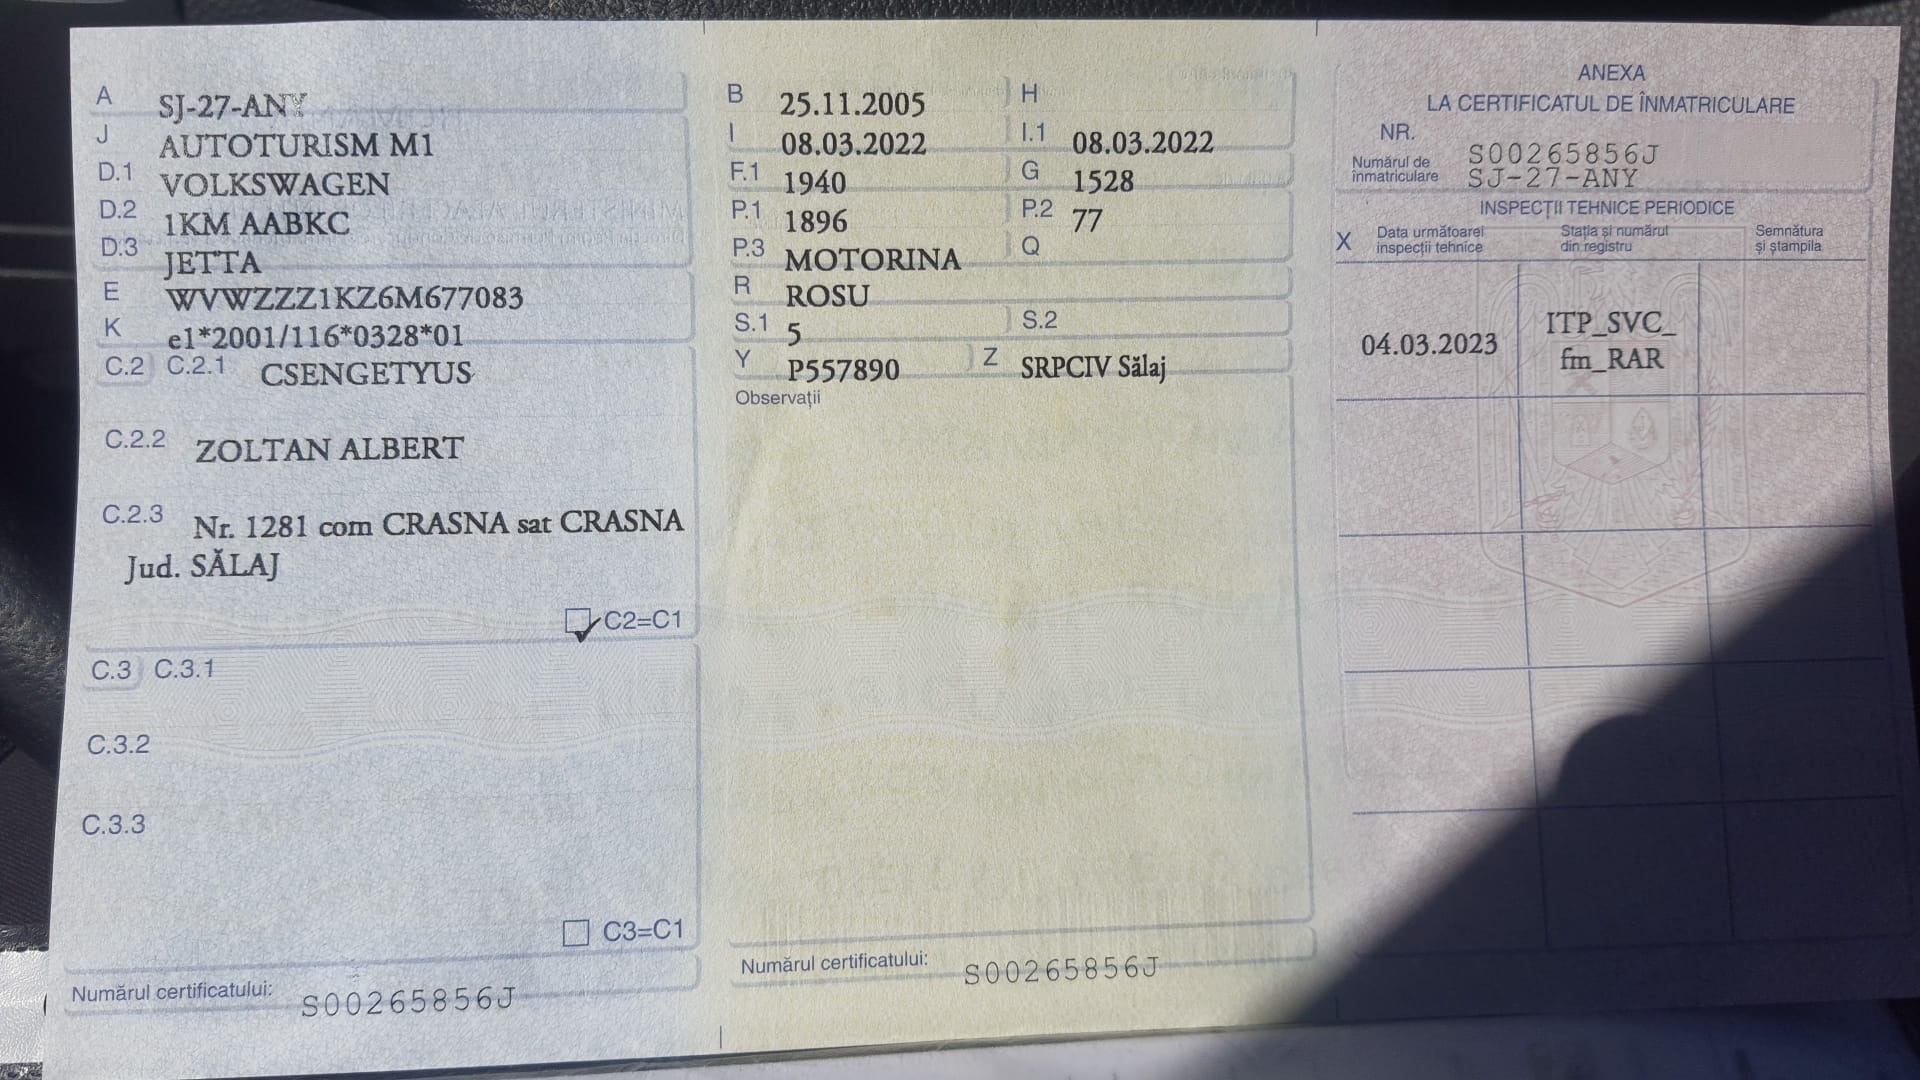 A SJ-27-ANY
J AUTOTURISM M1
D.1 VOLKSWAGEN
D.2 1KM AABKC
D.3 JETTA
E WVWZZZ1KZ6M677083
K e1*2001/116*0328*01
C.2 C.2.1 CSENGETYUS
C.2.2 ZOLTAN ALBERT
C.2.3 Nr. 1281 com CRASNA sat CRASNA
Jud. SĂLAJ
C2=C1
C.3 C.3.1
C.3.2
C.3.3
C3=C1
Numărul certificatului: S00265856J
B 25.11.2005 H
I 08.03.2022 I.1 08.03.2022
F.1 1940 G 1528
P.1 1896 P.2 77
P.3 MOTORINA Q
R ROSU
S.1 5 S.2
Y P557890 Z SRPCIV Sălaj
Observații
Numărul certificatului: S00265856J
ANEXA
LA CERTIFICATUL DE ÎNMATRICULARE
NR. S00265856J
Numărul de
înmatriculare SJ-27-ANY
INSPECȚII TEHNICE PERIODICE
X Data următoarei
inspecții tehnice
Stația și numărul
din registru
Semnătura
și ștampila
04.03.2023 ITP_SVC_
fm_RAR